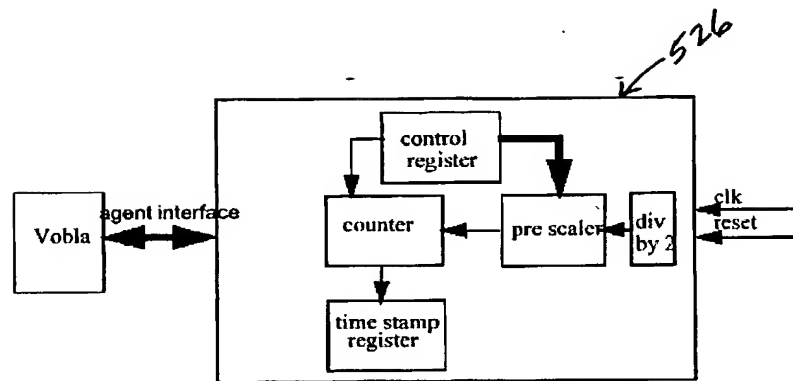 526
control
register
agent interface
Vobla
counter
pre scaler
div
by 2
clk
reset
time stamp
register